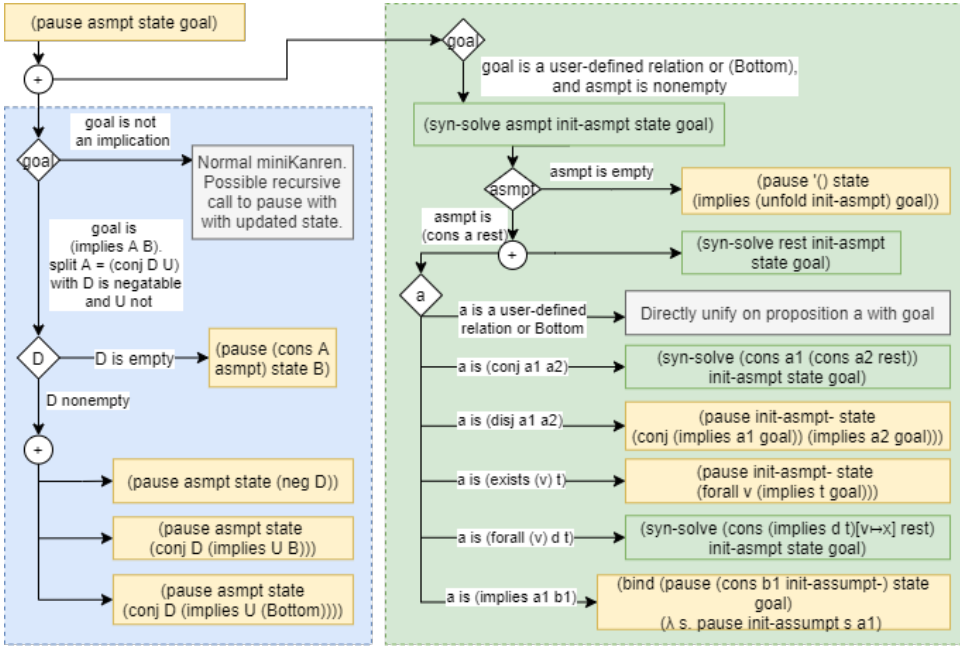 (pause asmpt state goal)
+
goal
goal is a user-defined relation or (Bottom),
and asmpt is nonempty
goal is not
an implication
goal
Normal miniKanren.
Possible recursive
call to pause with
with updated state.
goal is
(implies A B).
split A = (conj D U)
with D is negatable
and U not
D
D is empty
(pause (cons A
asmpt) state B)
D nonempty
+
(pause asmpt state (neg D))
(pause asmpt state
(conj D (implies U B)))
(pause asmpt state
(conj D (implies U (Bottom))))
(syn-solve asmpt init-asmpt state goal)
asmpt
asmpt is empty
(pause '() state
(implies (unfold init-asmpt) goal))
asmpt is
(cons a rest)
+
(syn-solve rest init-asmpt
state goal)
a
a is a user-defined
relation or Bottom
Directly unify on proposition a with goal
a is (conj a1 a2)
(syn-solve (cons a1 (cons a2 rest))
init-asmpt state goal)
a is (disj a1 a2)
(pause init-asmpt- state
(conj (implies a1 goal)) (implies a2 goal)))
a is (exists (v) t)
(pause init-asmpt- state
(forall v (implies t goal)))
a is (forall (v) d t)
(syn-solve (cons (implies d t)[v↦x] rest)
init-asmpt state goal)
a is (implies a1 b1)
(bind (pause (cons b1 init-assumpt-) state
goal)
(λ s. pause init-assumpt s a1)